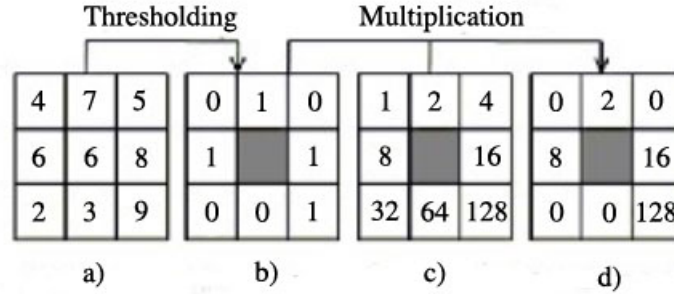 Thresholding Multiplication
4 7 5 0 1 0 1 2 4 0 2 0
6 6 8 1 1 8 16 8 16
2 3 9 0 0 1 32 64 128 0 0 128
a) b) c) d)